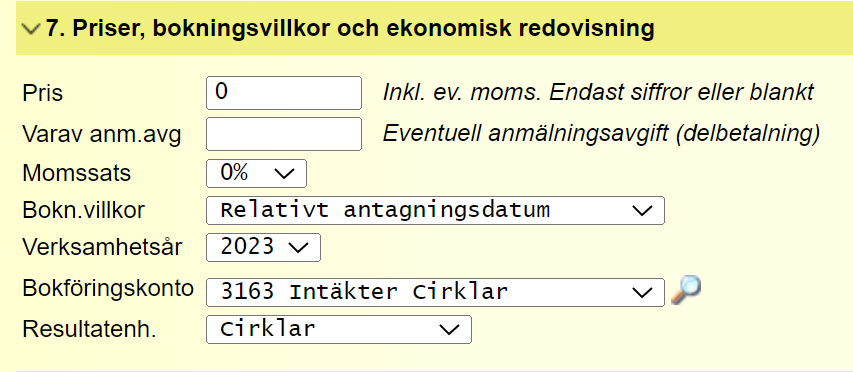 7. Priser, bokningsvillkor och ekonomisk redovisning
Pris 0 Inkl. ev. moms. Endast siffror eller blankt
Varav anm.avg Eventuell anmälningsavgift (delbetalning)
Momssats 0%
Bokn.villkor Relativt antagningsdatum
Verksamhetsår 2023
Bokföringskonto 3163 Intäkter Cirklar
Resultatenh. Cirklar